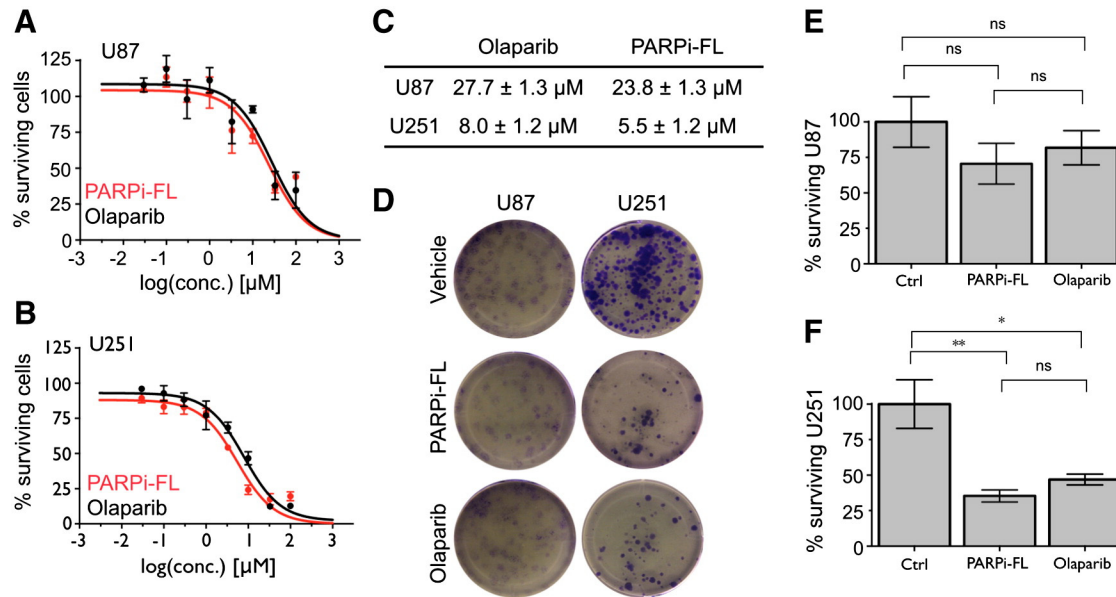 A
U87
% surviving cells
125
100
75
50
25
0
PARPi-FL
Olaparib
-3 -2 -1 0 1 2 3
log(conc.) [µM]
B
U251
% surviving cells
125
100
75
50
25
0
PARPi-FL
Olaparib
-3 -2 -1 0 1 2 3
log(conc.) [µM]
C
Olaparib PARPi-FL
U87 27.7 ± 1.3 µM 23.8 ± 1.3 µM
U251 8.0 ± 1.2 µM 5.5 ± 1.2 µM
D
U87 U251
Vehicle
PARPi-FL
Olaparib
E
ns
ns
ns
% surviving U87
100
75
50
25
0
Ctrl PARPi-FL Olaparib
F
*
**
ns
% surviving U251
100
75
50
25
0
Ctrl PARPi-FL Olaparib